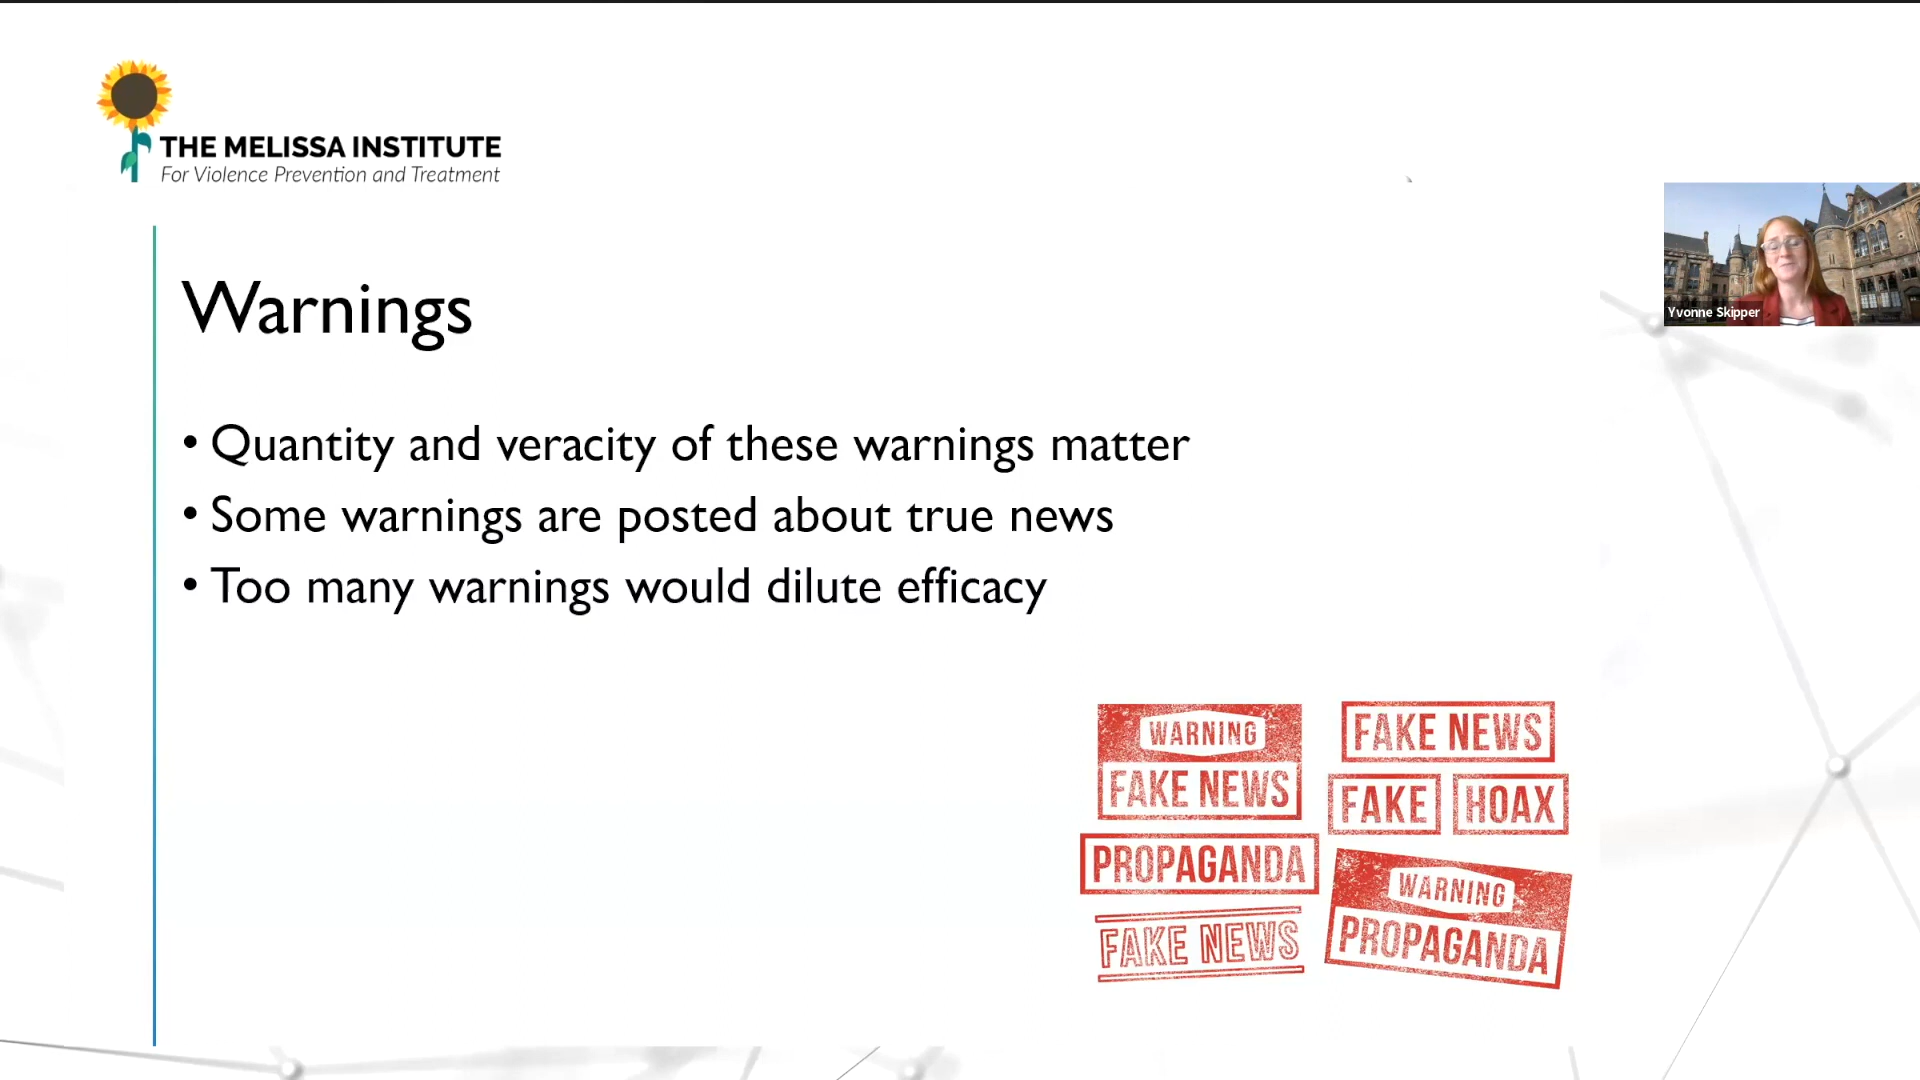 THE MELISSA INSTITUTE
For Violence Prevention and Treatment
Yvonne Skipper
Warnings
• Quantity and veracity of these warnings matter
• Some warnings are posted about true news
• Too many warnings would dilute efficacy
WARNING
FAKE NEWS
PROPAGANDA
FAKE NEWS
FAKE NEWS
FAKE HOAX
WARNING
PROPAGANDA